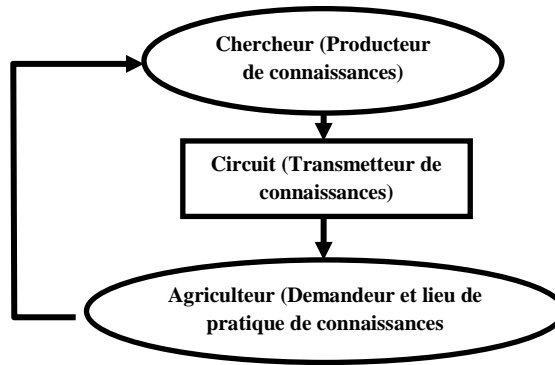 Chercheur (Producteur
de connaissances)
Circuit (Transmetteur de
connaissances)
Agriculteur (Demandeur et lieu de
pratique de connaissances